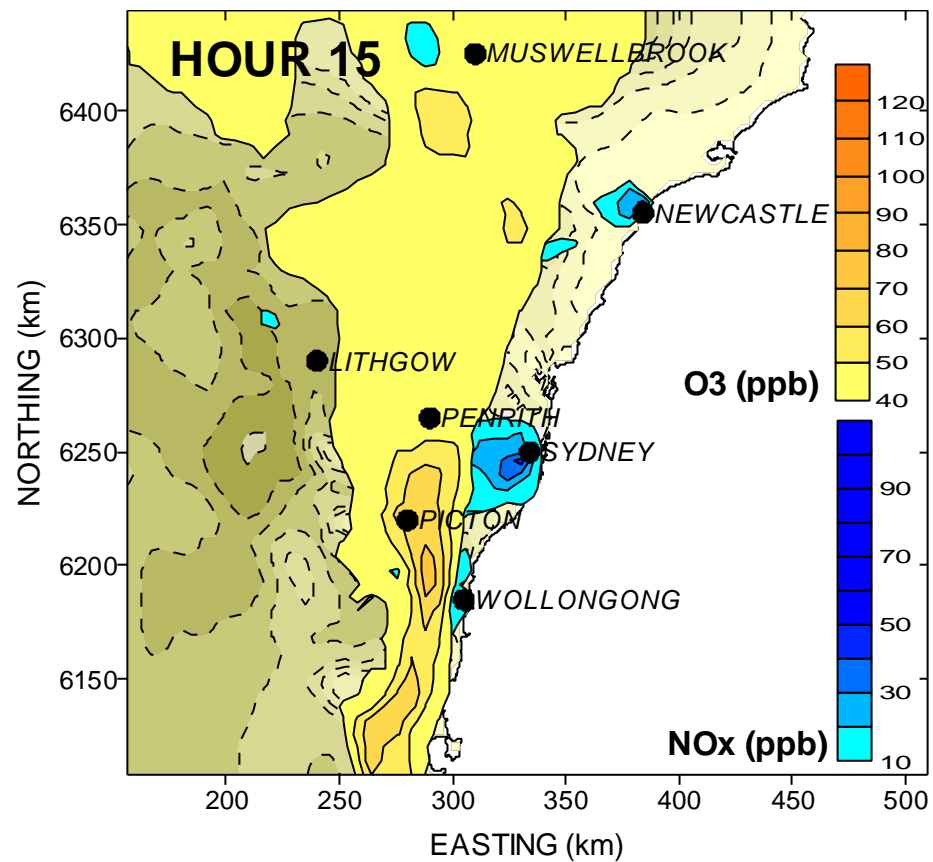 HOUR 15
MUSWELLBROOK
6400
120
110
100
NEWCASTLE
90
6350
80
70
6300
60
LITHGOW
50
O3 (ppb)
40
PENRITH
6250
SYDNEY
90
PICTON
70
6200
WOLLONGONG
50
6150
30
NOx (ppb)
10
200
250
300
350
400
450
500
NORTHING (km)
EASTING (km)